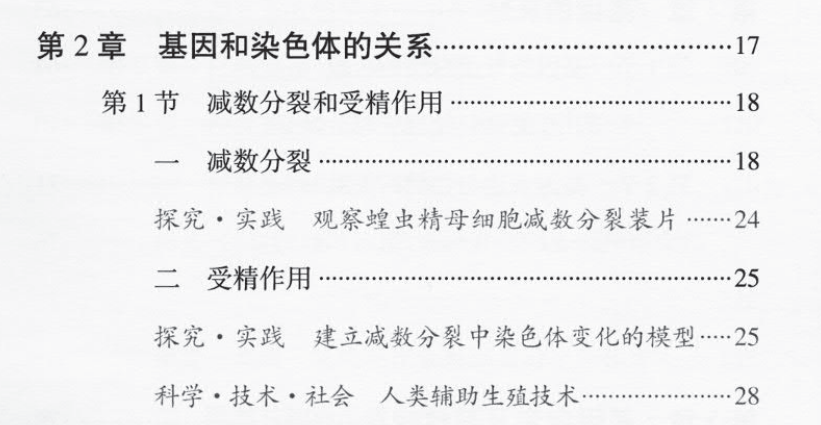 第2章 基因和染色体的关系……………………………17
第1节 减数分裂和受精作用……………………………18
一 减数分裂……………………………………………18
探究·实践 观察蝗虫精母细胞减数分裂装片……24
二 受精作用……………………………………………25
探究·实践 建立减数分裂中染色体变化的模型……25
科学·技术·社会 人类辅助生殖技术………………28